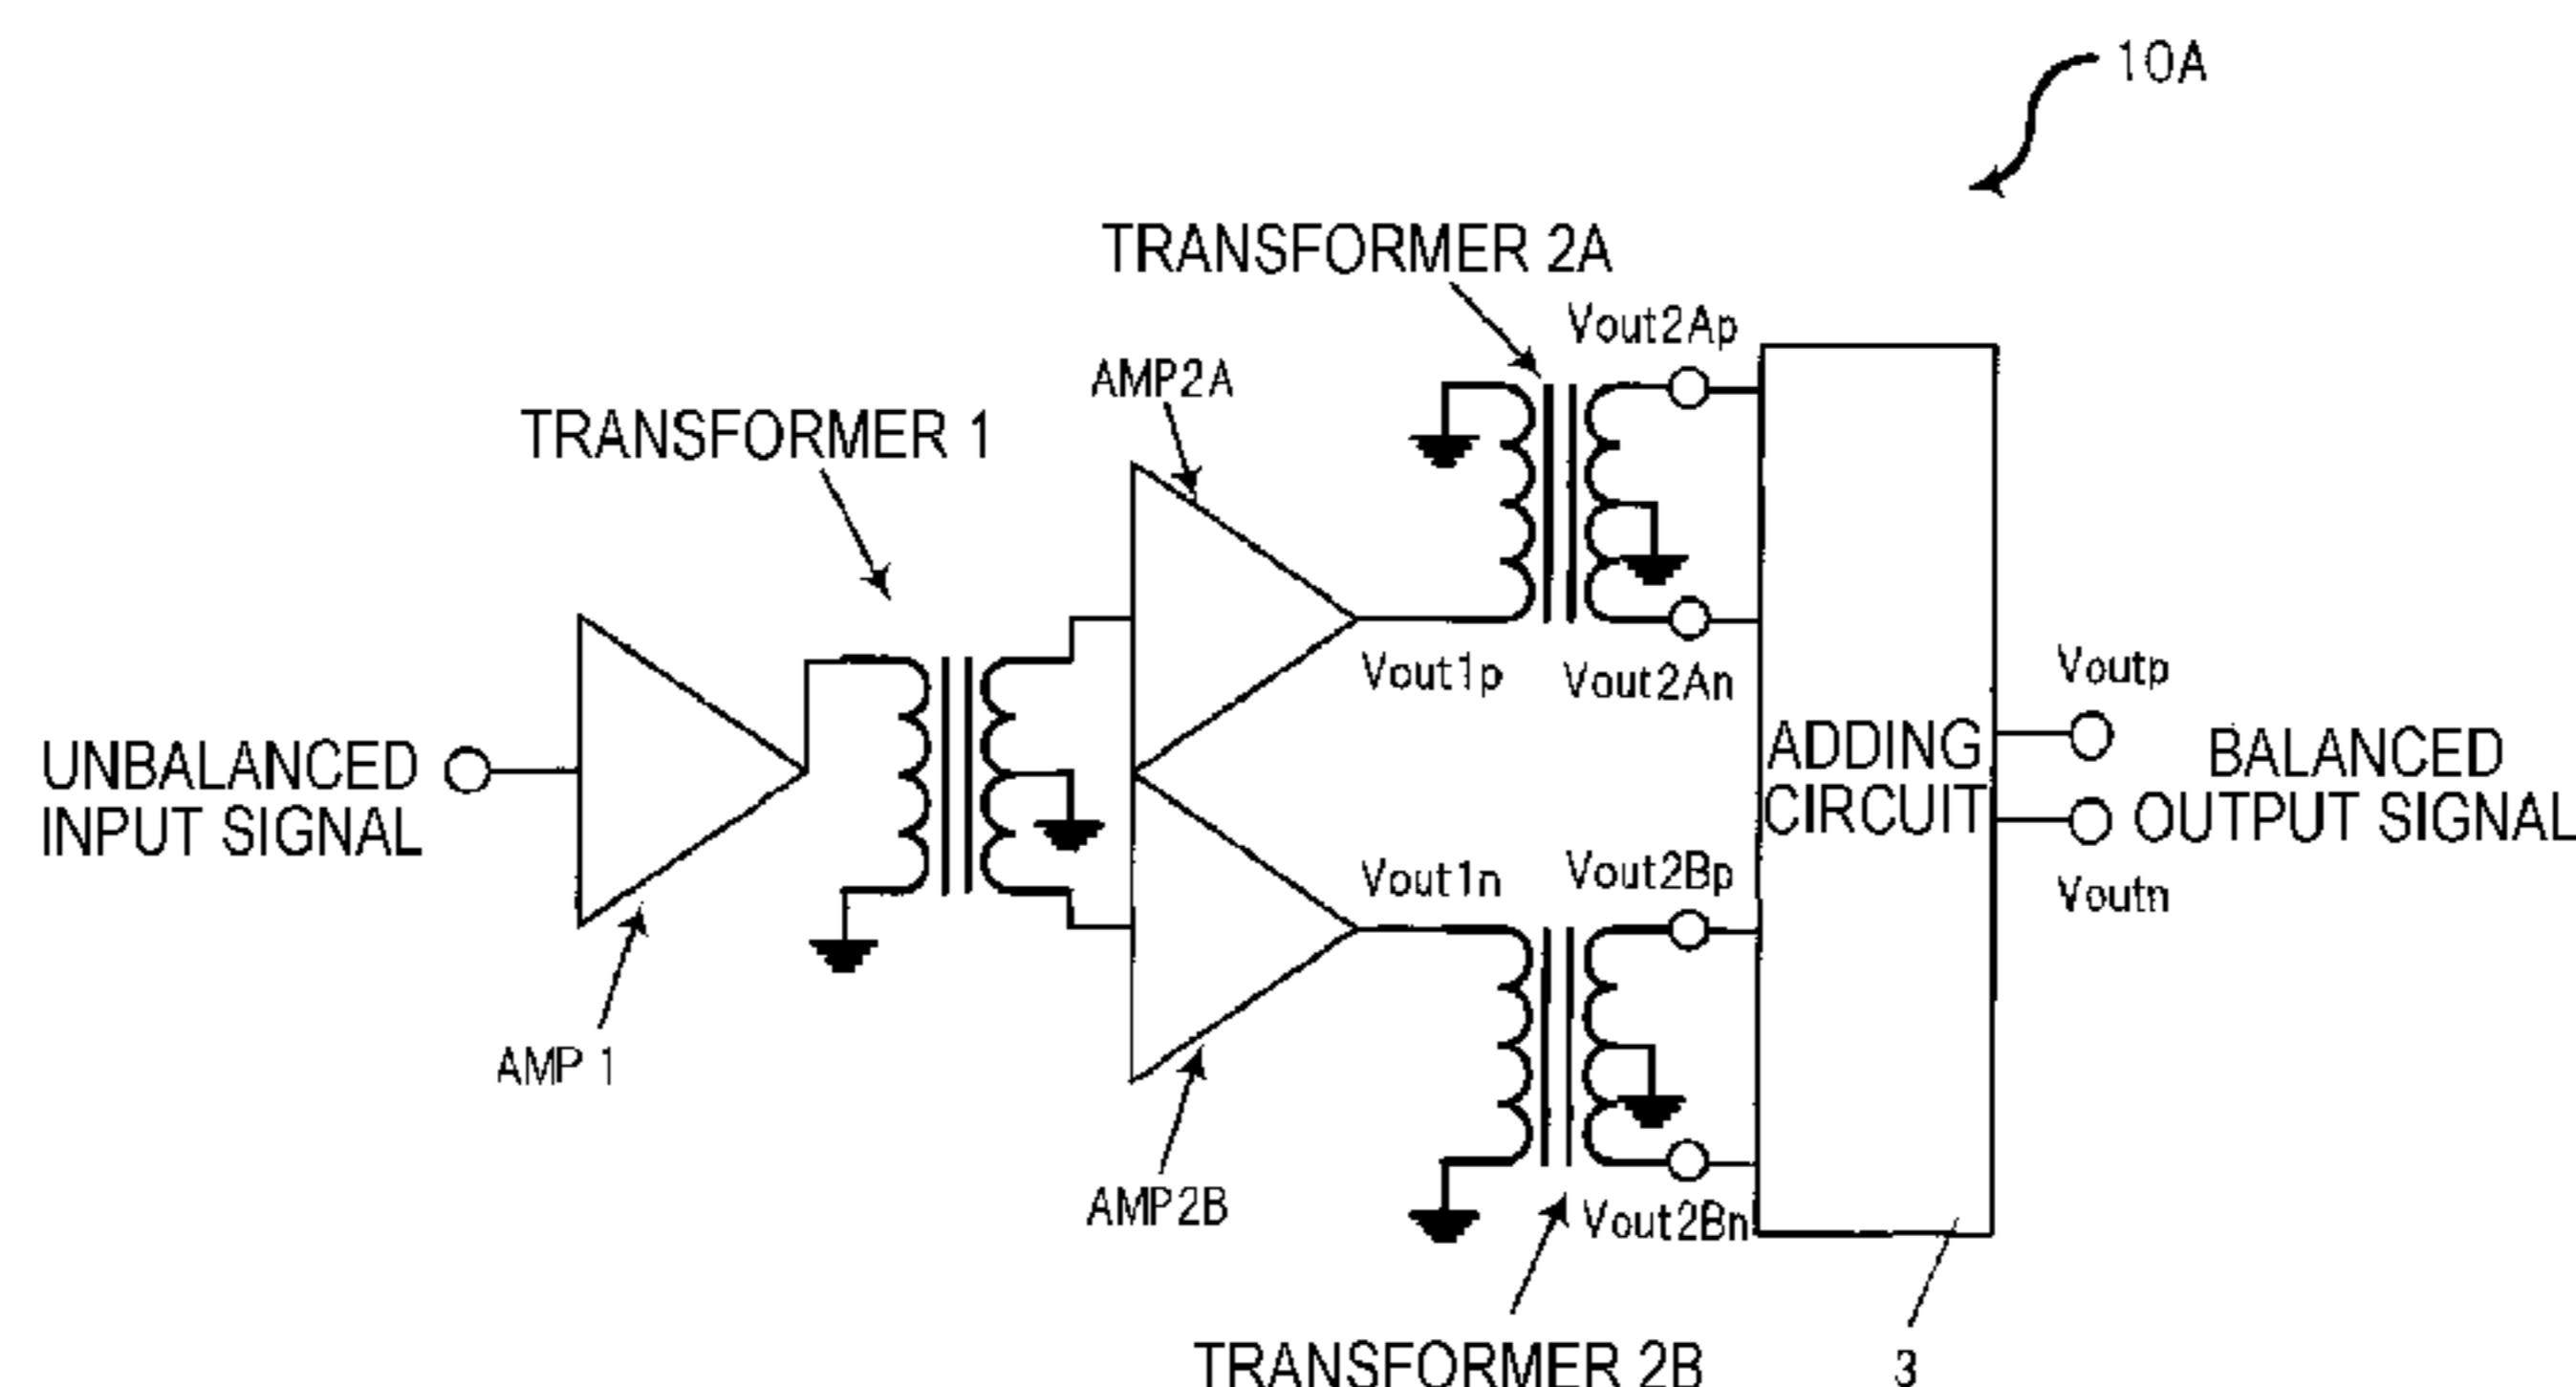 10A
TRANSFORMER 2A
Vout2Ap
AMP2A
TRANSFORMER 1
Vout1p
Vout2An
Voutp
UNBALANCED
INPUT SIGNAL
ADDING
CIRCUIT
BALANCED
OUTPUT SIGNAL
Vout1n
Vout2Bp
Voutn
AMP 1
AMP2B
Vout2Bn
TRANSFORMER 2B
3